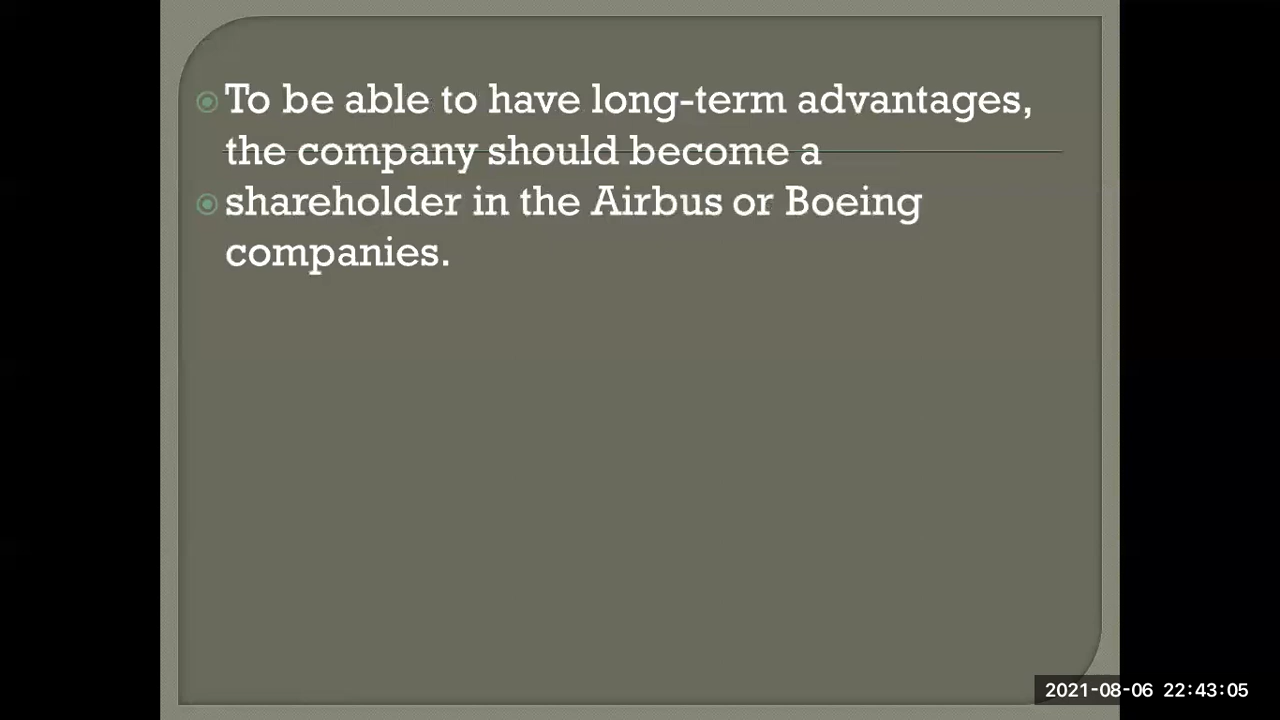 To be able to have long-term advantages,
the company should become a
shareholder in the Airbus or Boeing
companies.
2021-08-06 22:43:05